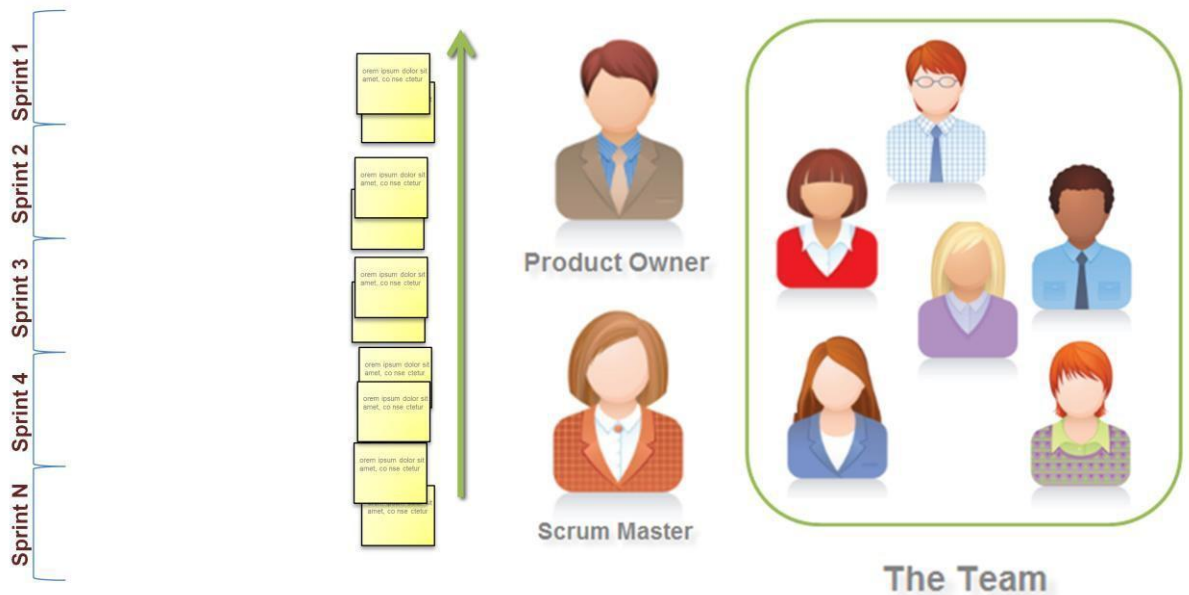 Sprint 1
Sprint 2
Sprint 3
Sprint 4
Sprint N
orem ipsum dolor sit
amet, co nse ctetur
orem ipsum dolor sit
amet, co nse ctetur
orem ipsum dolor sit
amet, co nse ctetur
orem ipsum dolor sit
amet, co nse ctetur
orem ipsum dolor sit
amet, co nse ctetur
orem ipsum dolor sit
amet, co nse ctetur
amet, co nse ctetur
Product Owner
Scrum Master
The Team